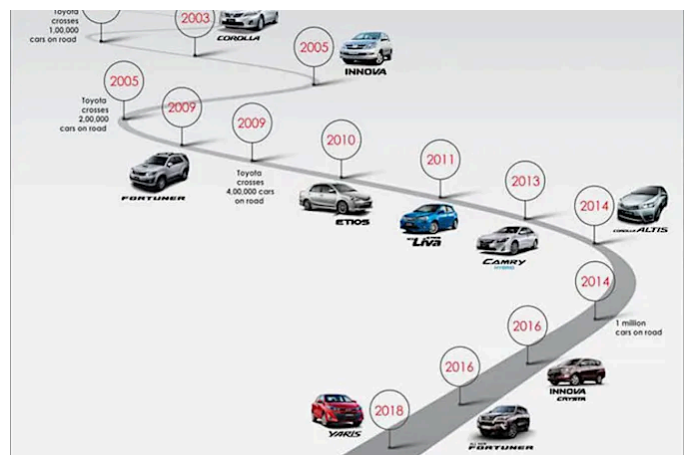 Toyota
crosses
1,00,000
cars on road
2003
COROLLA
2005
INNOVA
2005
Toyota
crosses
2,00,000
cars on road
2009
FORTUNER
2009
Toyota
crosses
4,00,000 cars
on road
2010
ETIOS
2011
Liva
2013
CAMRY
HYBRID
2014
COROLLA ALTIS
2014
1 million
cars on road
2016
INNOVA
CRYSTA
2016
FORTUNER
2018
YARIS